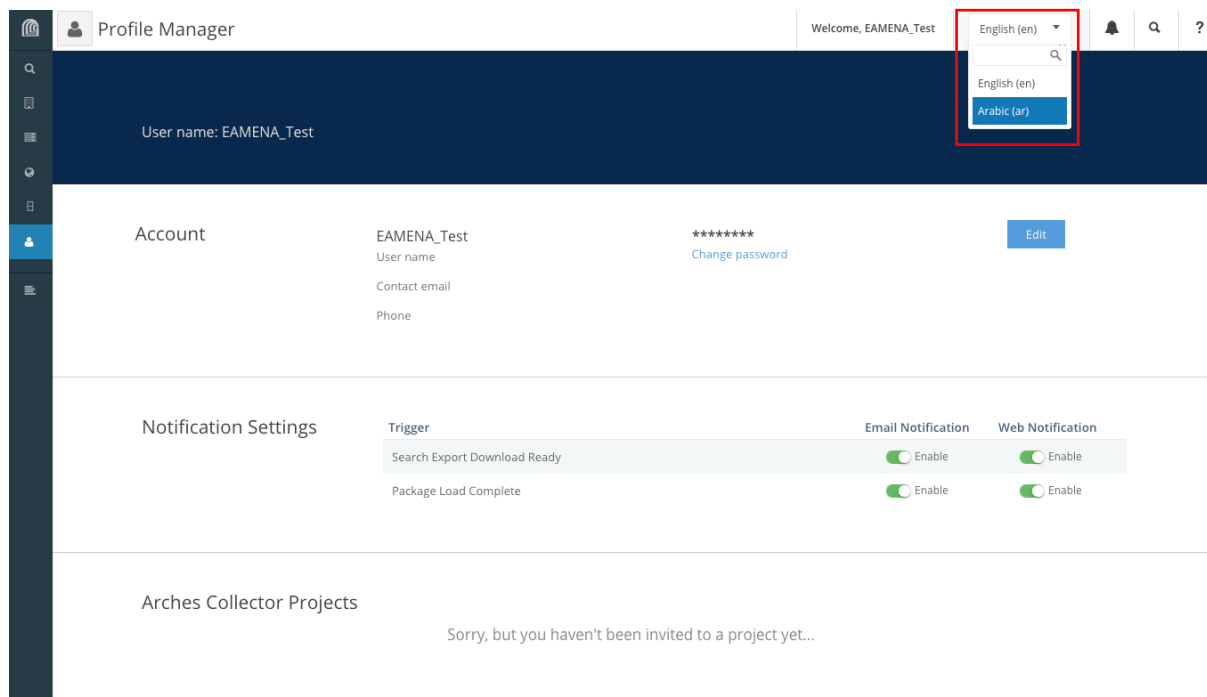 Profile Manager
Welcome, EAMENA_Test
English (en)
?
English (en)
Arabic (ar)
User name: EAMENA_Test
Account
EAMENA_Test
User name
Contact email
Phone
********
Change password
Edit
Notification Settings
Trigger Email Notification Web Notification
Search Export Download Ready Enable Enable
Package Load Complete Enable Enable
Arches Collector Projects
Sorry, but you haven't been invited to a project yet...